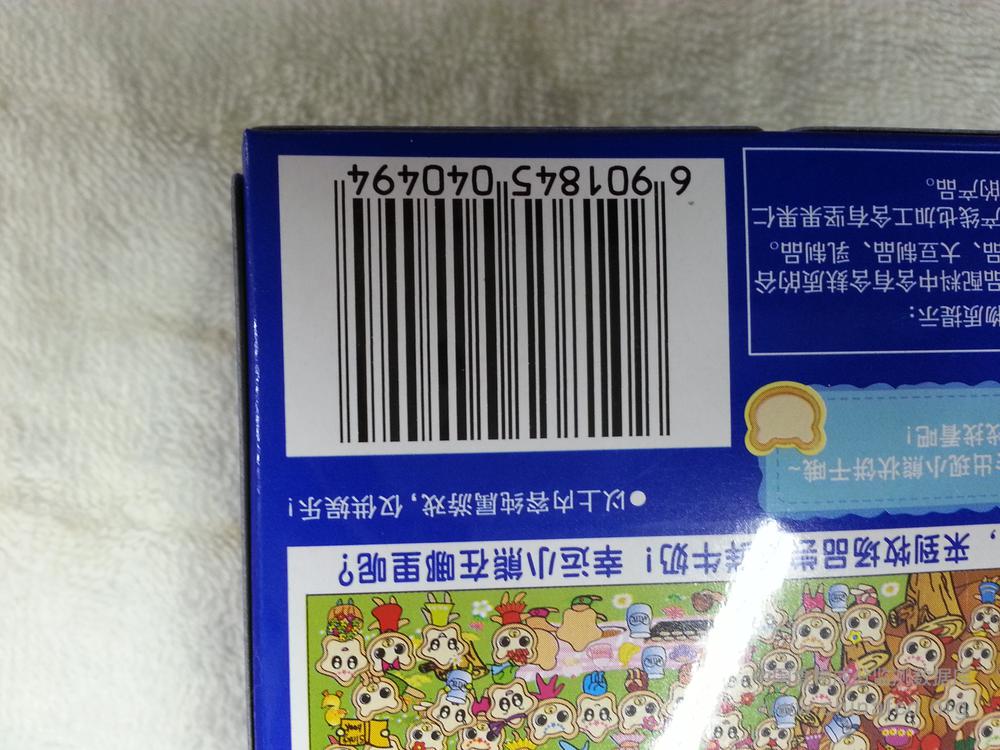 来到牧场品
牛奶！幸运小熊在哪里呢？
●以上内容纯属游戏，仅供娱乐！
出现小熊状饼干哦~
找看吧！
物质提示：
品配料中含有含麸质的谷
品、大豆制品、乳制品。
产线也加工含有坚果果仁
的产品。
6 901845 040494